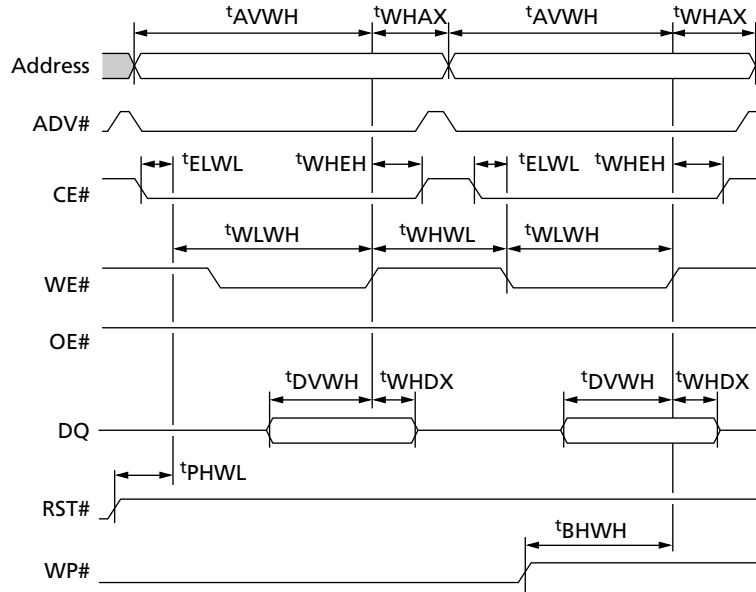 tAVWH tWHAX tAVWH tWHAX
Address
ADV#
tELWL tWHEH tELWL tWHEH
CE#
tWLWH tWHWL tWLWH
WE#
OE#
tDVWH tWHDX tDVWH tWHDX
DQ
tPHWL
RST#
tBHWH
WP#